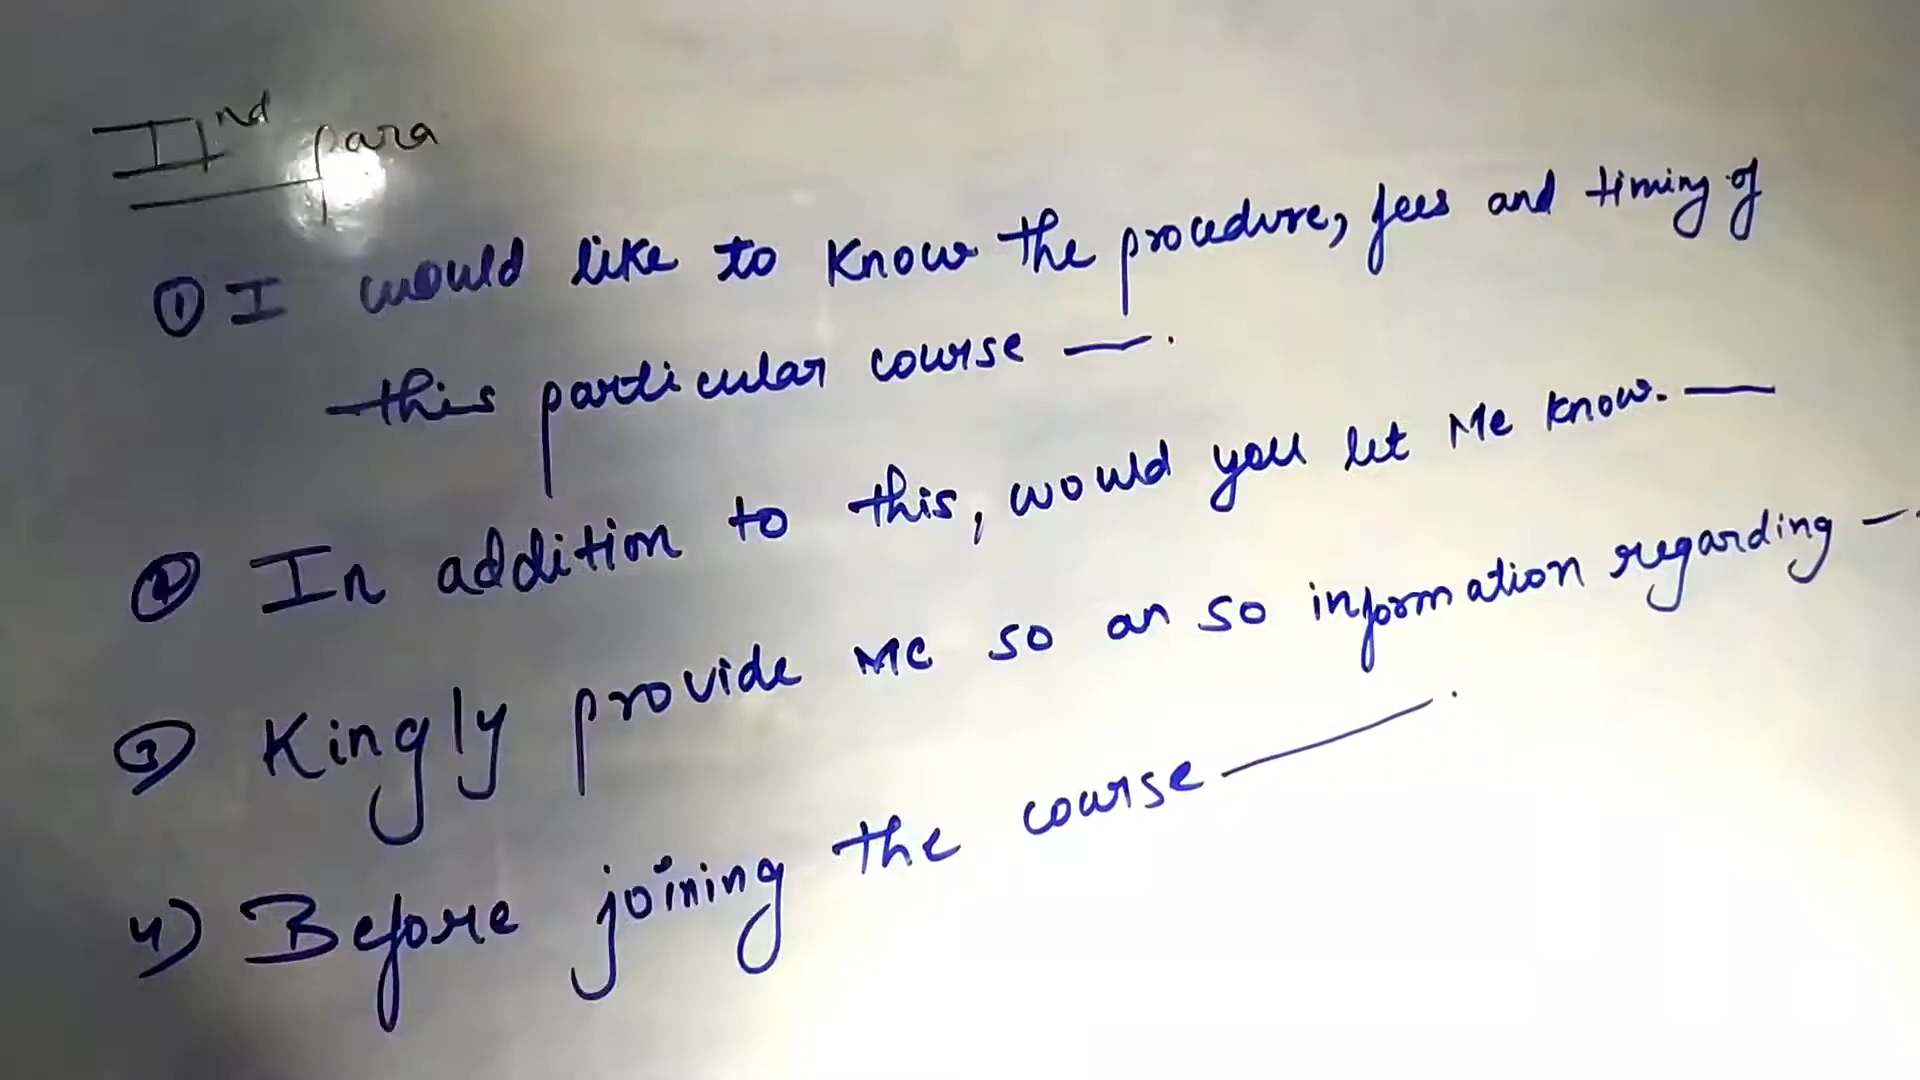 IInd para
① I would like to know the procedure, fees and timing of
this particular course —.
② In addition to this, would you let me know. —
③ Kingly provide me so an so information regarding —.
4) Before joining the course —.